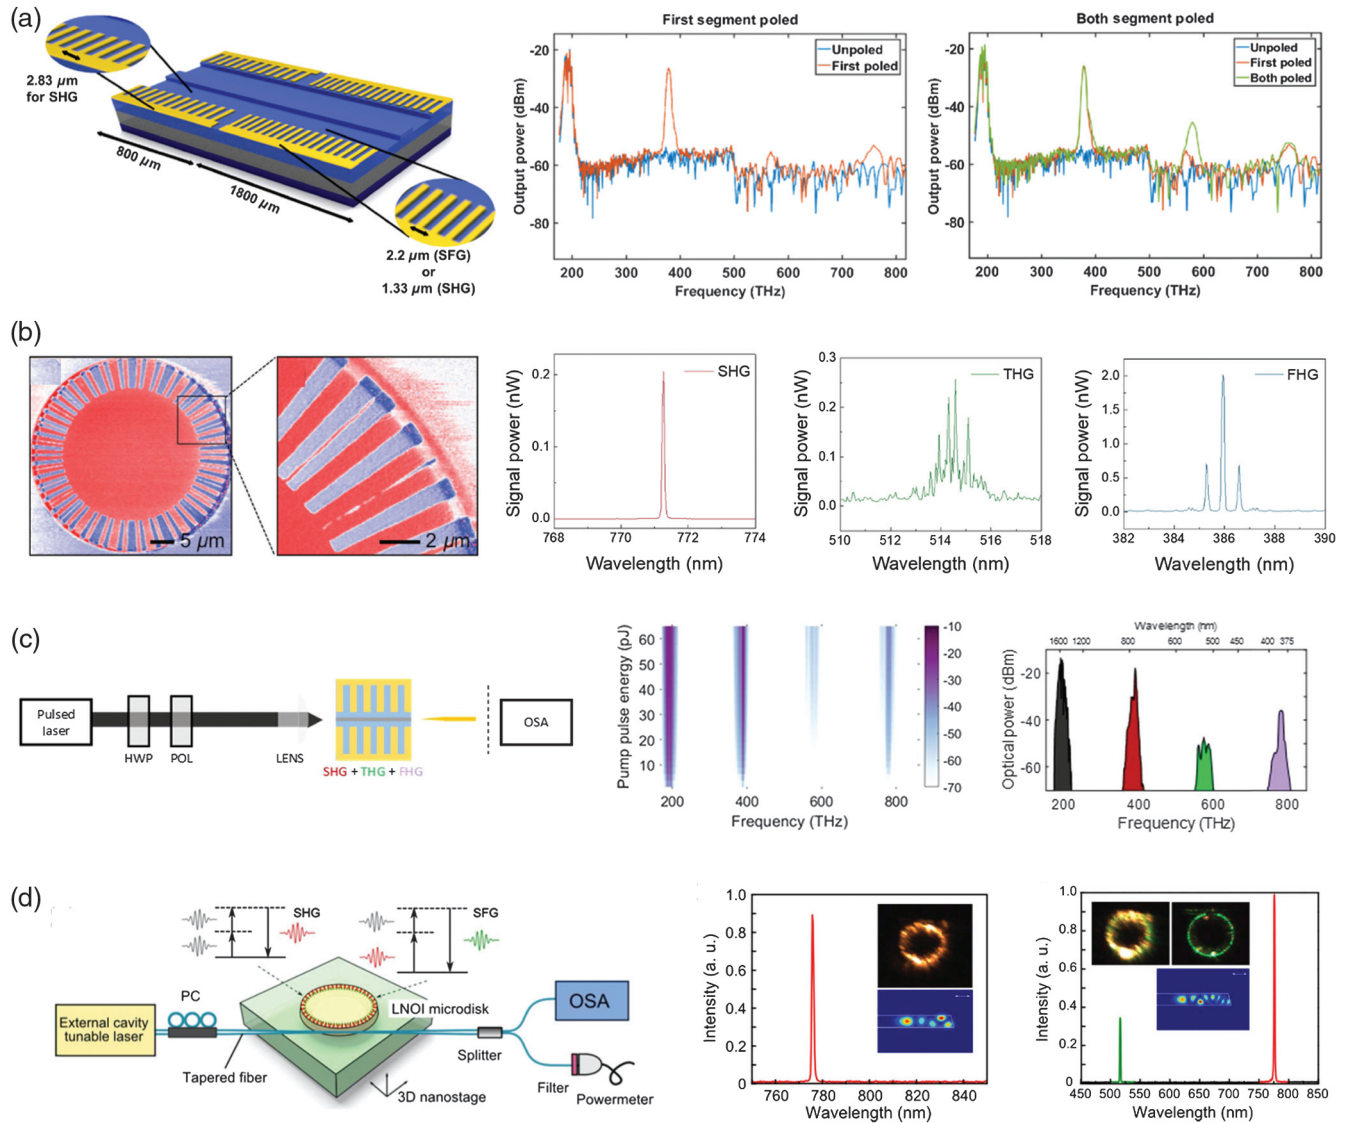 (a)
2.83 µm
for SHG
800 µm
1800 µm
2.2 µm (SFG)
or
1.33 µm (SHG)
First segment poled
Unpoled
First poled
-20
-40
-60
-80
Output power (dBm)
200 300 400 500 600 700 800
Frequency (THz)
Both segment poled
Unpoled
First poled
Both poled
-20
-40
-60
-80
Output power (dBm)
200 300 400 500 600 700 800
Frequency (THz)
(b)
5 µm
2 µm
SHG
0.2
0.1
0.0
Signal power (nW)
768 770 772 774
Wavelength (nm)
THG
0.3
0.2
0.1
0.0
Signal power (nW)
510 512 514 516 518
Wavelength (nm)
FHG
2.0
1.5
1.0
0.5
0.0
Signal power (nW)
382 384 386 388 390
Wavelength (nm)
(c)
Pulsed
laser
HWP
POL
LENS
SHG + THG + FHG
OSA
60
50
40
30
20
10
Pump pulse energy (pJ)
200 400 600 800
Frequency (THz)
-10
-20
-30
-40
-50
-60
-70
Wavelength (nm)
1600 1200 800 600 500 450 400 375
-20
-40
-60
Optical power (dBm)
200 400 600 800
Frequency (THz)
(d)
SHG
SFG
PC
External cavity
tunable laser
LNOI microdisk
Tapered fiber
3D nanostage
Splitter
OSA
Filter
Powermeter
1.0
0.8
0.6
0.4
0.2
0
Intensity (a. u.)
760 780 800 820 840
Wavelength (nm)
1.0
0.8
0.6
0.4
0.2
0
Intensity (a. u.)
450 500 550 600 650 700 750 800 850
Wavelength (nm)